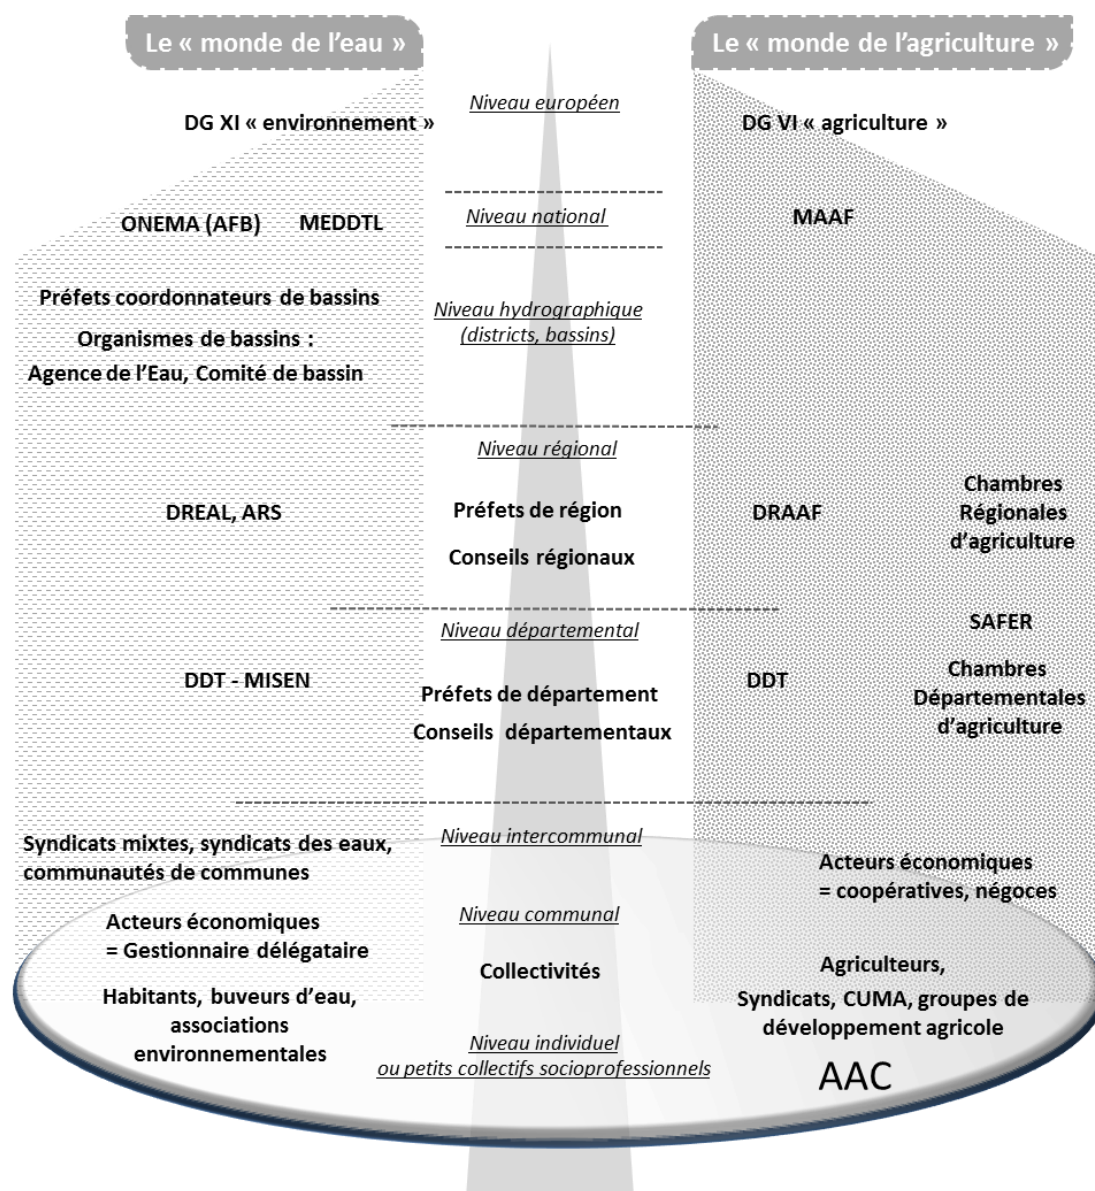 Le « monde de l’eau »
Le « monde de l’agriculture »
Niveau européen
DG XI « environnement »
DG VI « agriculture »
Niveau national
ONEMA (AFB)
MEDDTL
MAAF
Préfets coordonnateurs de bassins
Organismes de bassins :
Agence de l’Eau, Comité de bassin
Niveau hydrographique
(districts, bassins)
Niveau régional
DREAL, ARS
Préfets de région
Conseils régionaux
DRAAF
Chambres
Régionales
d’agriculture
Niveau départemental
SAFER
DDT - MISEN
Préfets de département
Conseils départementaux
DDT
Chambres
Départementales
d’agriculture
Niveau intercommunal
Syndicats mixtes, syndicats des eaux,
communautés de communes
Acteurs économiques
= coopératives, négoces
Niveau communal
Acteurs économiques
= Gestionnaire délégataire
Collectivités
Agriculteurs,
Syndicats, CUMA, groupes de
développement agricole
Habitants, buveurs d’eau,
associations
environnementales
Niveau individuel
ou petits collectifs socioprofessionnels
AAC